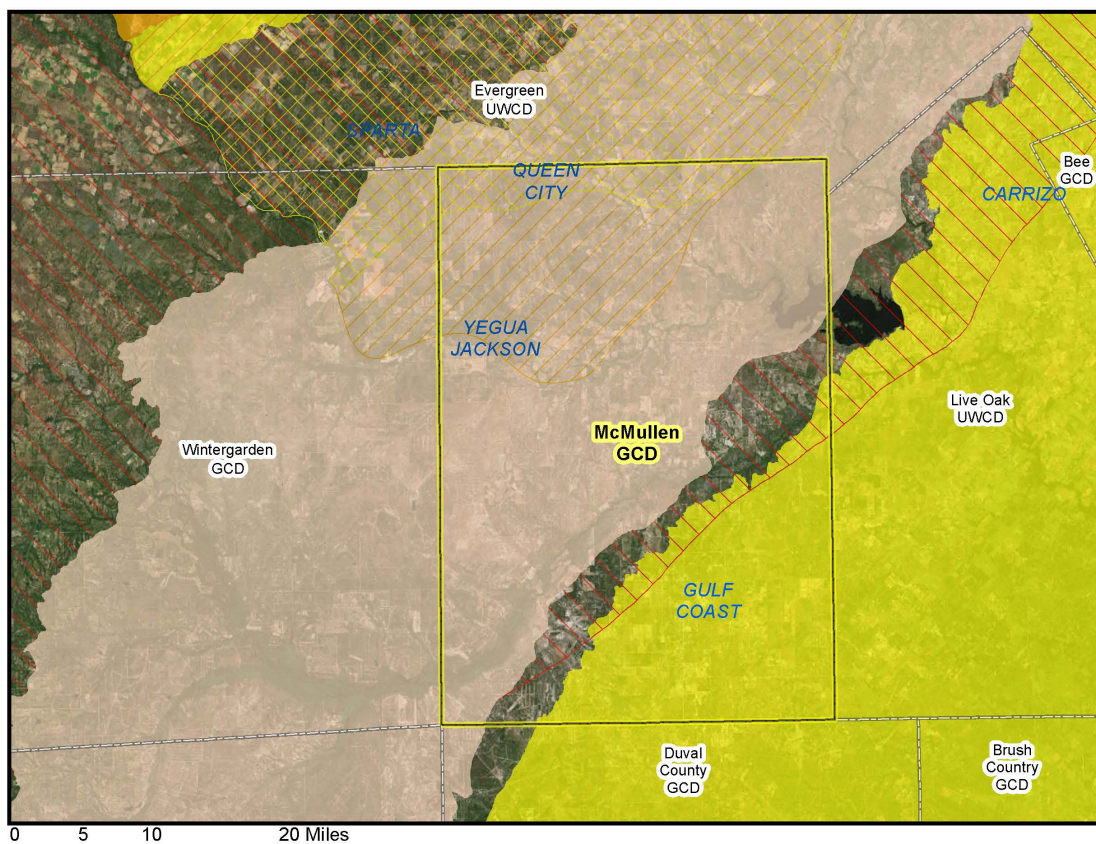 Evergreen
UWCD
SPARTA
QUEEN
CITY
Bee
GCD
CARRIZO
YEGUA
JACKSON
Live Oak
UWCD
McMullen
GCD
Wintergarden
GCD
GULF
COAST
Duval
County
GCD
Brush
Country
GCD
0 5 10 20 Miles